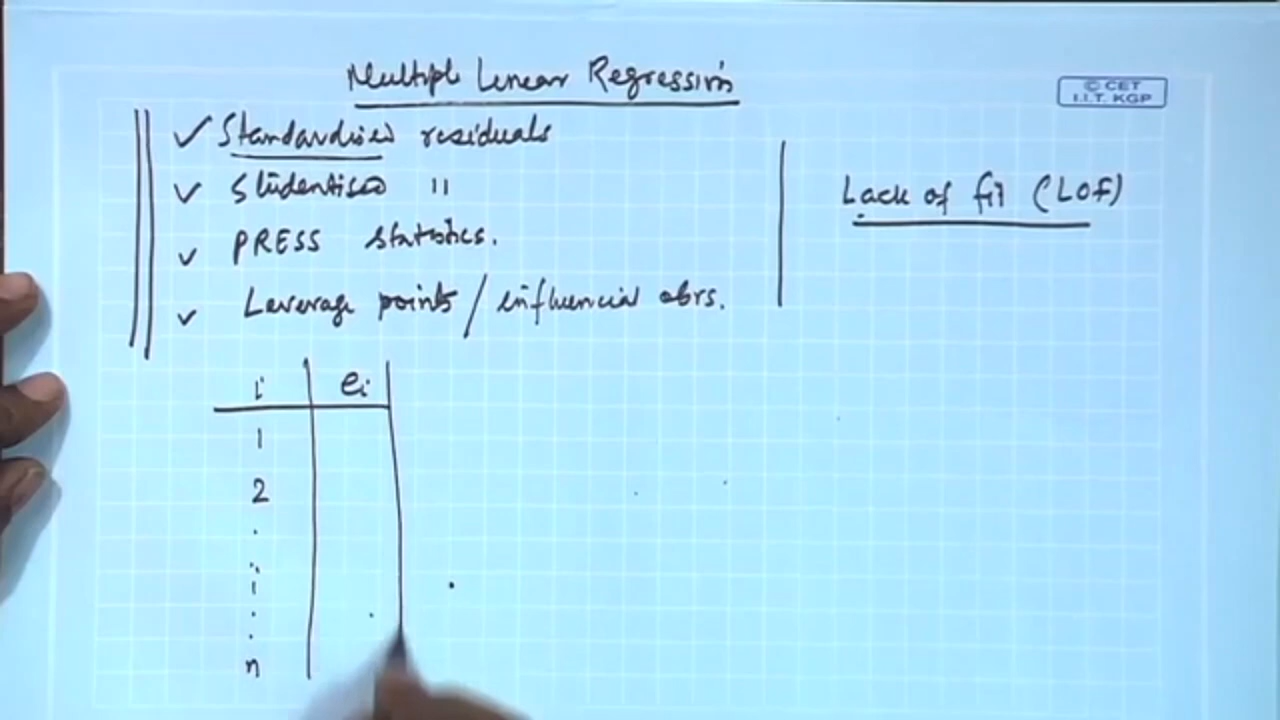 Multiple Linear Regression
© CET
I.I.T. KGP
✓ Standardised residuals
✓ Studentised "
✓ PRESS statistics.
✓ Leverage points / influencial obrs.
Lack of fit (LOF)
i ei
1
2
.
..
i
.
.
n